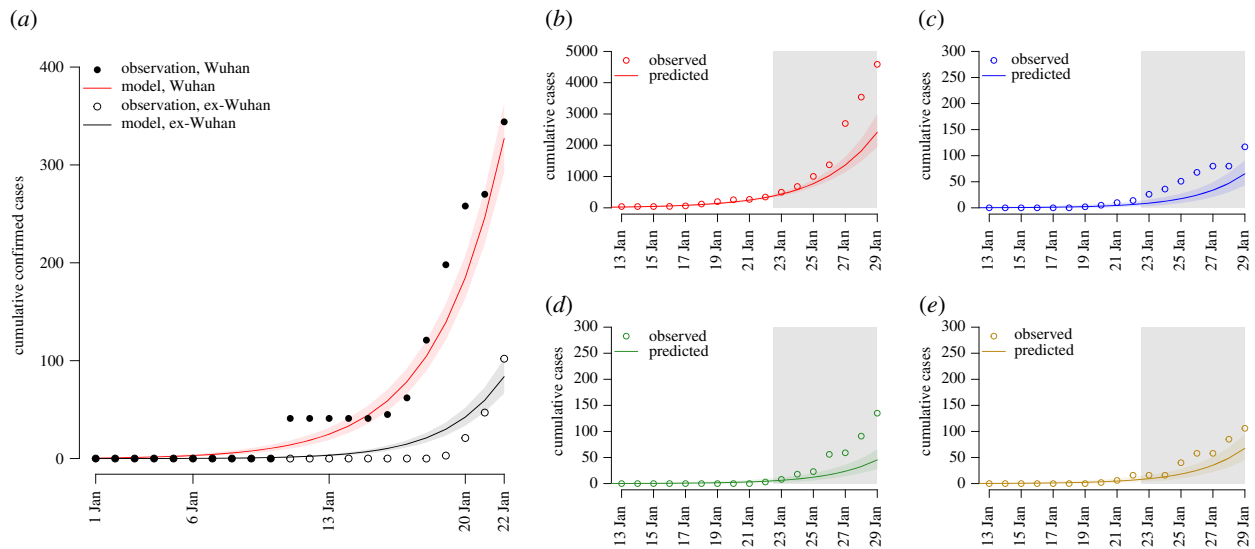 (a)
cumulative confirmed cases
400
300
200
100
0
observation, Wuhan
model, Wuhan
observation, ex-Wuhan
model, ex-Wuhan
1 Jan
6 Jan
13 Jan
20 Jan
22 Jan
(b)
cumulative cases
5000
4000
3000
2000
1000
0
observed
predicted
13 Jan
15 Jan
17 Jan
19 Jan
21 Jan
23 Jan
25 Jan
27 Jan
29 Jan
(c)
cumulative cases
300
250
200
150
100
50
0
observed
predicted
13 Jan
15 Jan
17 Jan
19 Jan
21 Jan
23 Jan
25 Jan
27 Jan
29 Jan
(d)
cumulative cases
300
250
200
150
100
50
0
observed
predicted
13 Jan
15 Jan
17 Jan
19 Jan
21 Jan
23 Jan
25 Jan
27 Jan
29 Jan
(e)
cumulative cases
300
250
200
150
100
50
0
observed
predicted
13 Jan
15 Jan
17 Jan
19 Jan
21 Jan
23 Jan
25 Jan
27 Jan
29 Jan